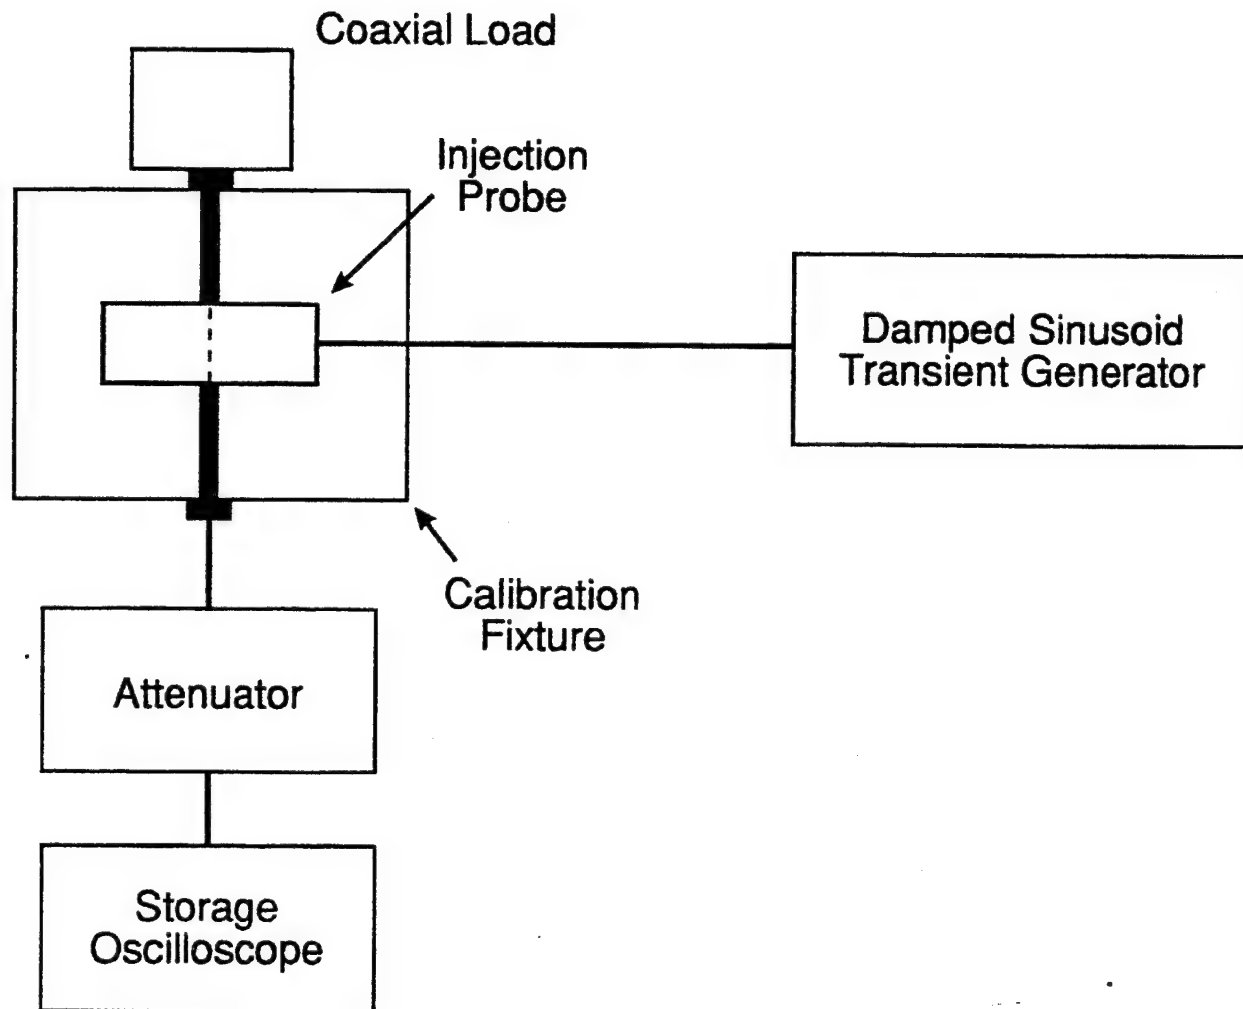 Coaxial Load
Injection
Probe
Damped Sinusoid
Transient Generator
Calibration
Fixture
Attenuator
Storage
Oscilloscope